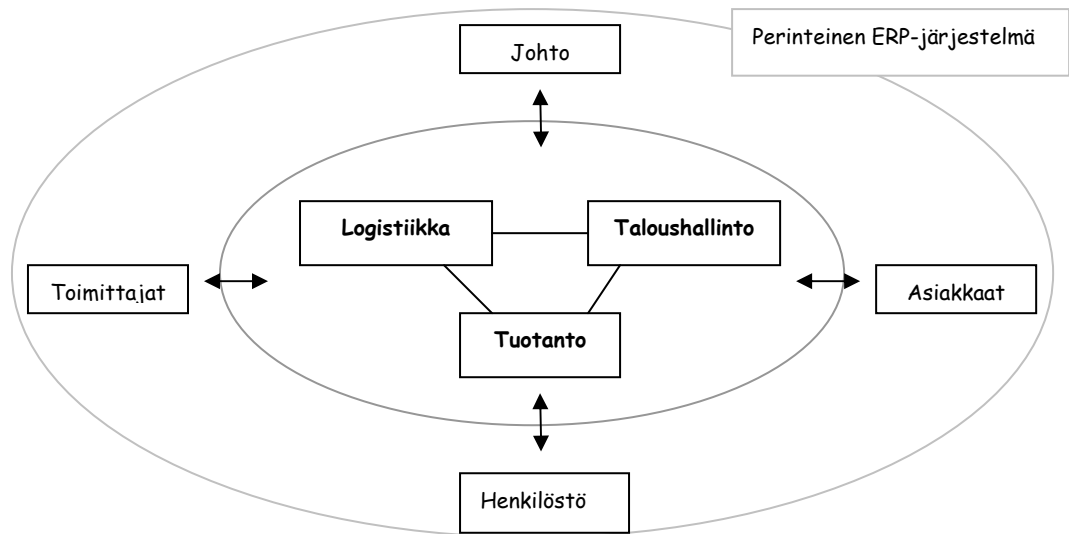 Perinteinen ERP-järjestelmä
Johto
Logistiikka
Taloushallinto
Toimittajat
Asiakkaat
Tuotanto
Henkilöstö